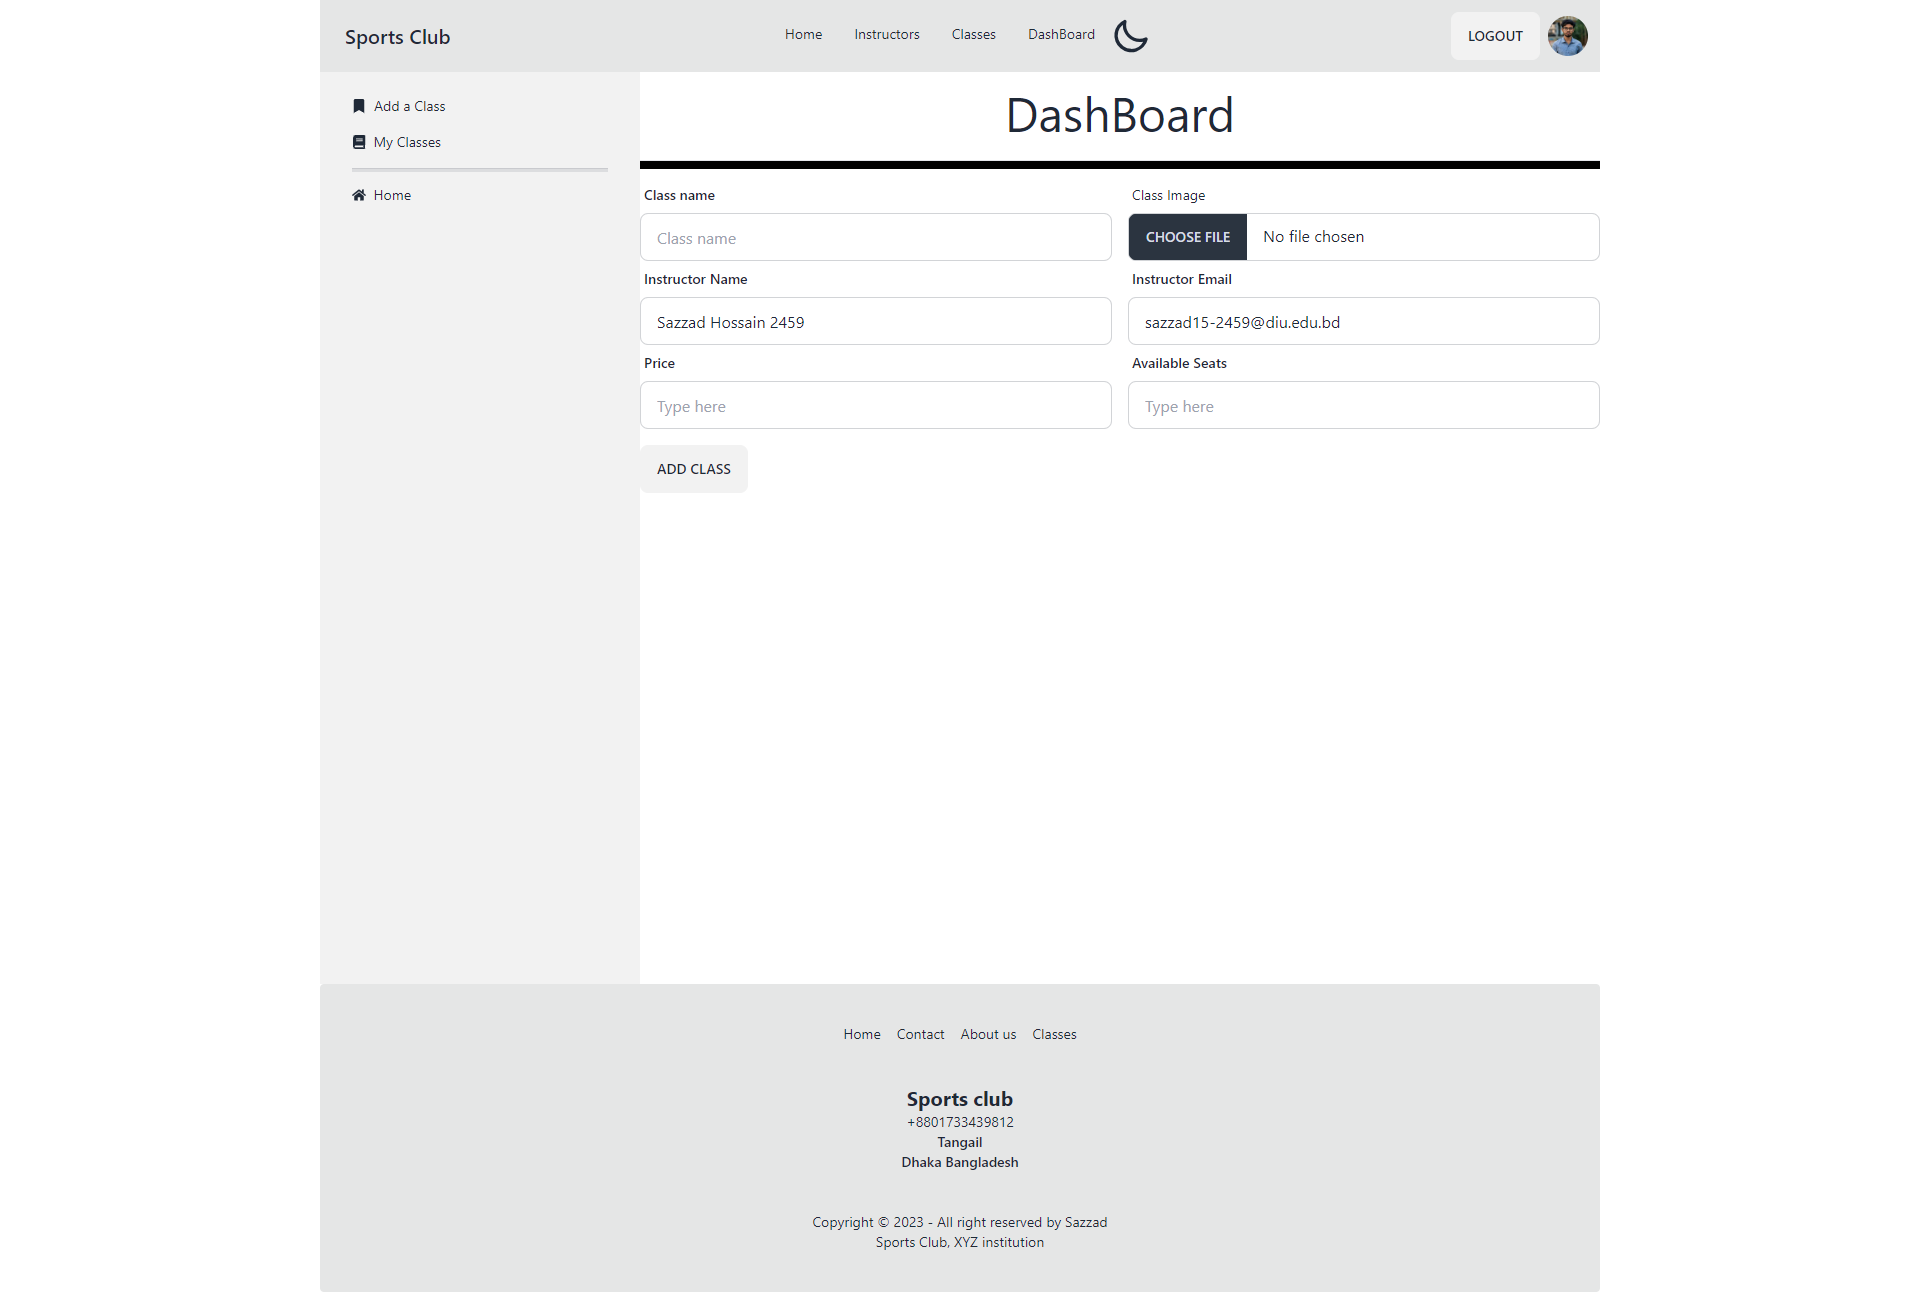 Sports Club
Home
Instructors
Classes
DashBoard
LOGOUT
Add a Class
My Classes
Home
DashBoard
Class name
Class Image
Class name
CHOOSE FILE
No file chosen
Instructor Name
Instructor Email
Sazzad Hossain 2459
sazzad15-2459@diu.edu.bd
Price
Available Seats
Type here
Type here
ADD CLASS
Home
Contact
About us
Classes
Sports club
+8801733439812
Tangail
Dhaka Bangladesh
Copyright © 2023 - All right reserved by Sazzad
Sports Club, XYZ institution